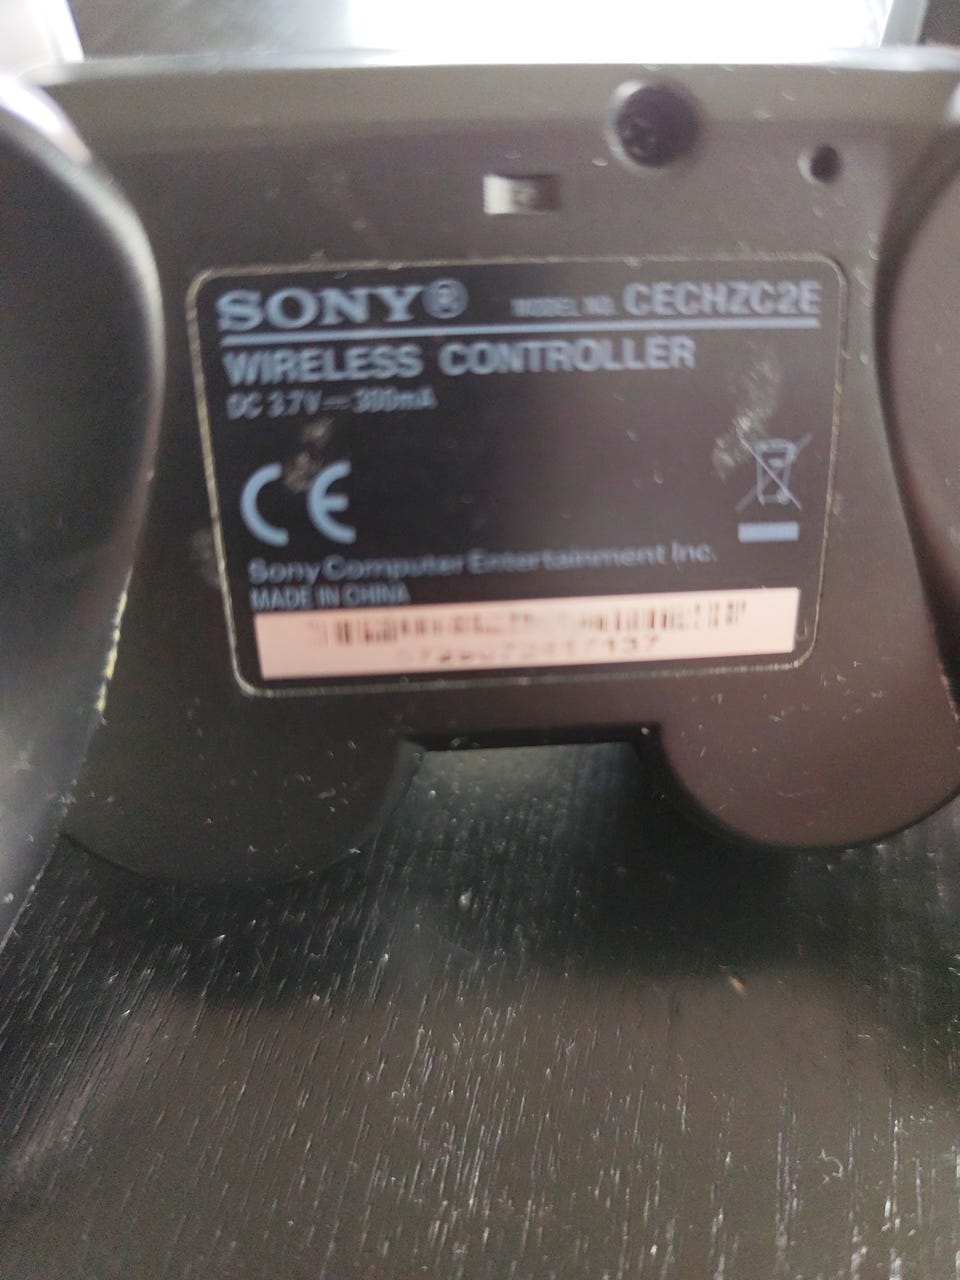 SONY® MODEL NO. CECHZC2E
WIRELESS CONTROLLER
DC 3.7V⎓300mA
CE
Sony Computer Entertainment Inc.
MADE IN CHINA